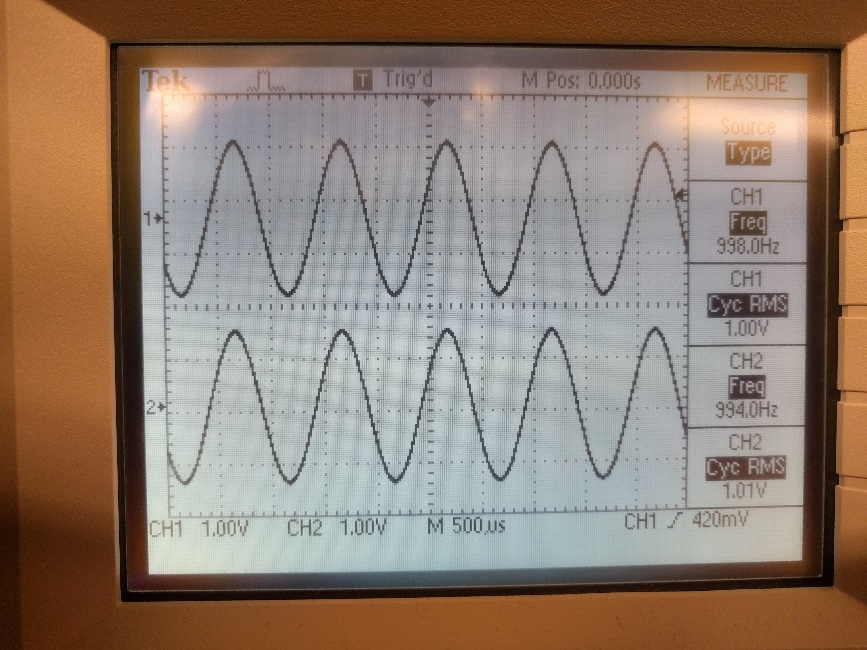 Tek T Trig'd M Pos: 0.000s MEASURE
Source
Type
1
CH1
Freq
998.0Hz
CH1
Cyc RMS
1.00V
CH2
Freq
994.0Hz
2
CH2
Cyc RMS
1.01V
CH1 1.00V CH2 1.00V M 500µs CH1 420mV